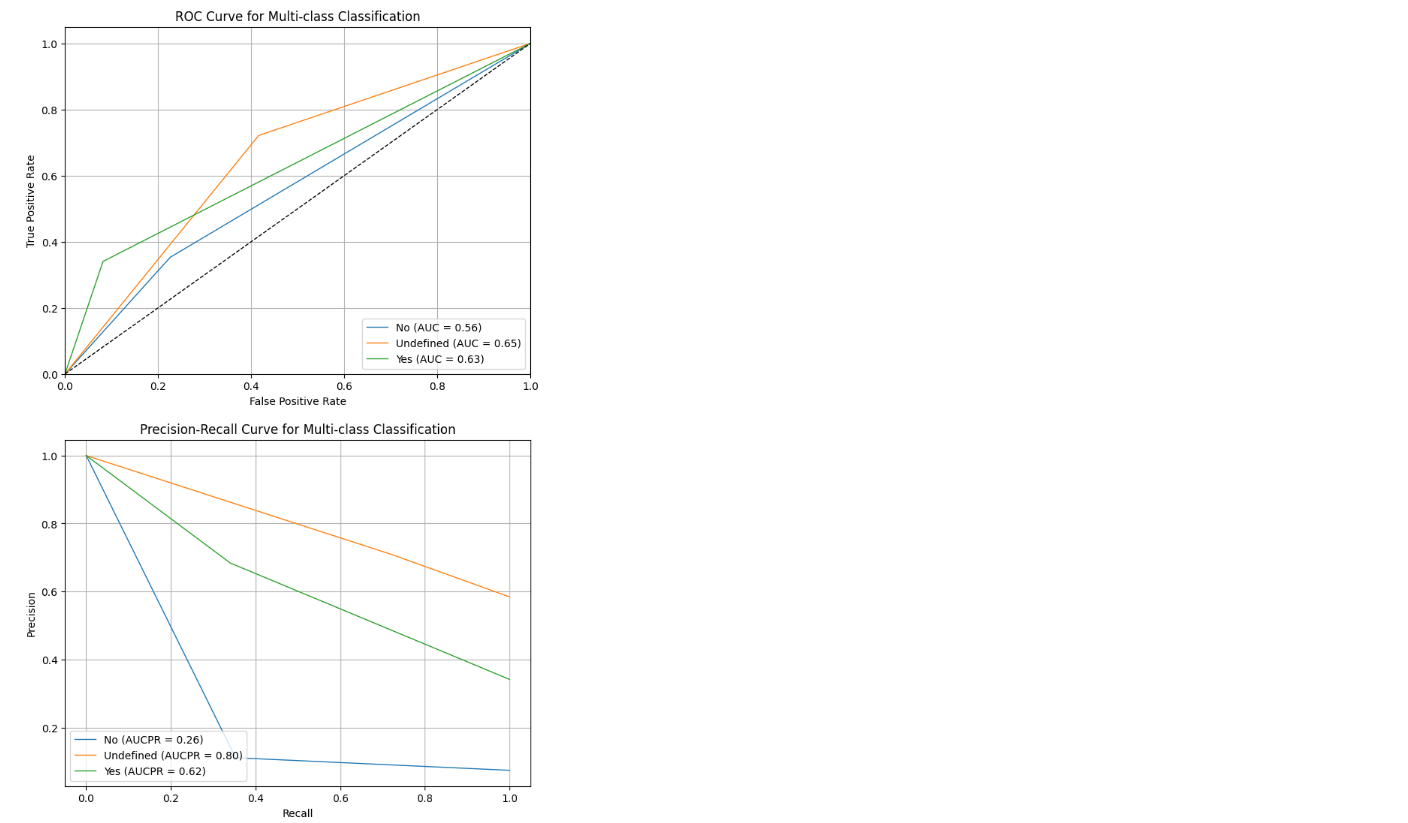 ROC Curve for Multi-class Classification
1.0
0.8
0.6
0.4
0.2
0.0
True Positive Rate
No (AUC = 0.56)
Undefined (AUC = 0.65)
Yes (AUC = 0.63)
0.0 0.2 0.4 0.6 0.8 1.0
False Positive Rate
Precision-Recall Curve for Multi-class Classification
1.0
0.8
0.6
0.4
0.2
Precision
No (AUCPR = 0.26)
Undefined (AUCPR = 0.80)
Yes (AUCPR = 0.62)
0.0 0.2 0.4 0.6 0.8 1.0
Recall